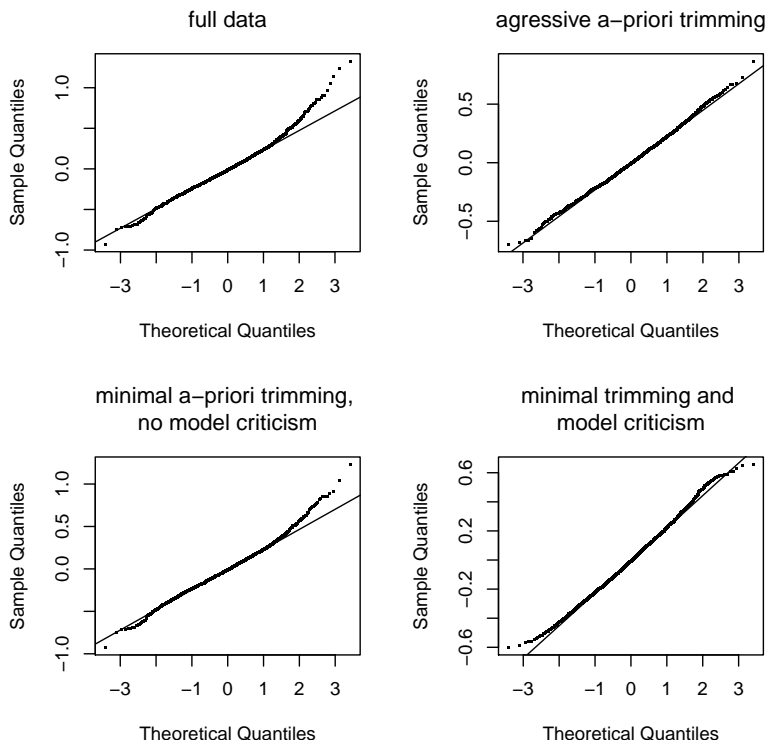 full data
Sample Quantiles
1.0
0.0
−1.0
−3
−1
0
1
2
3
Theoretical Quantiles
agressive a−priori trimming
Sample Quantiles
0.5
0.0
−0.5
−3
−1
0
1
2
3
Theoretical Quantiles
minimal a−priori trimming,
no model criticism
Sample Quantiles
1.0
0.5
0.0
−1.0
−3
−1
0
1
2
3
Theoretical Quantiles
minimal trimming and
model criticism
Sample Quantiles
0.6
0.2
−0.2
−0.6
−3
−1
0
1
2
3
Theoretical Quantiles